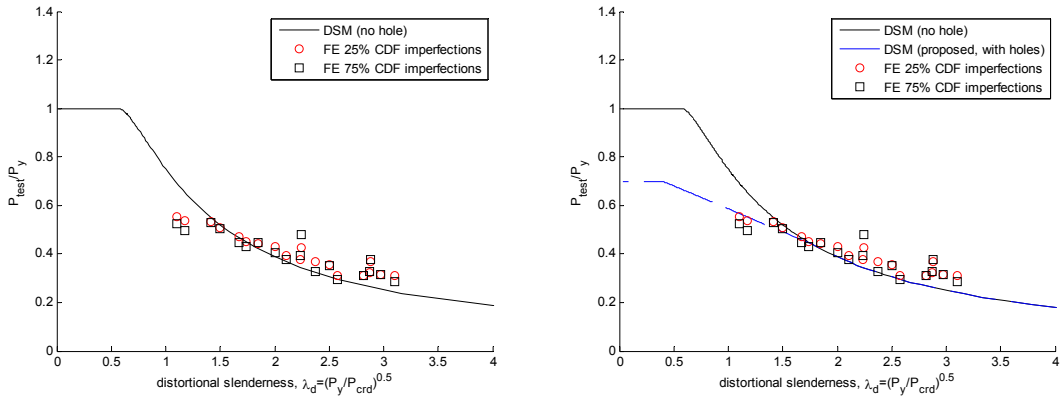 1.4
1.2
1
0.8
0.6
0.4
0.2
0
P_test/P_y
0 0.5 1 1.5 2 2.5 3 3.5 4
distortional slenderness, λ_d=(P_y/P_crd)^0.5
DSM (no hole)
FE 25% CDF imperfections
FE 75% CDF imperfections
1.4
1.2
1
0.8
0.6
0.4
0.2
0
P_test/P_y
0 0.5 1 1.5 2 2.5 3 3.5 4
distortional slenderness, λ_d=(P_y/P_crd)^0.5
DSM (no hole)
DSM (proposed, with holes)
FE 25% CDF imperfections
FE 75% CDF imperfections